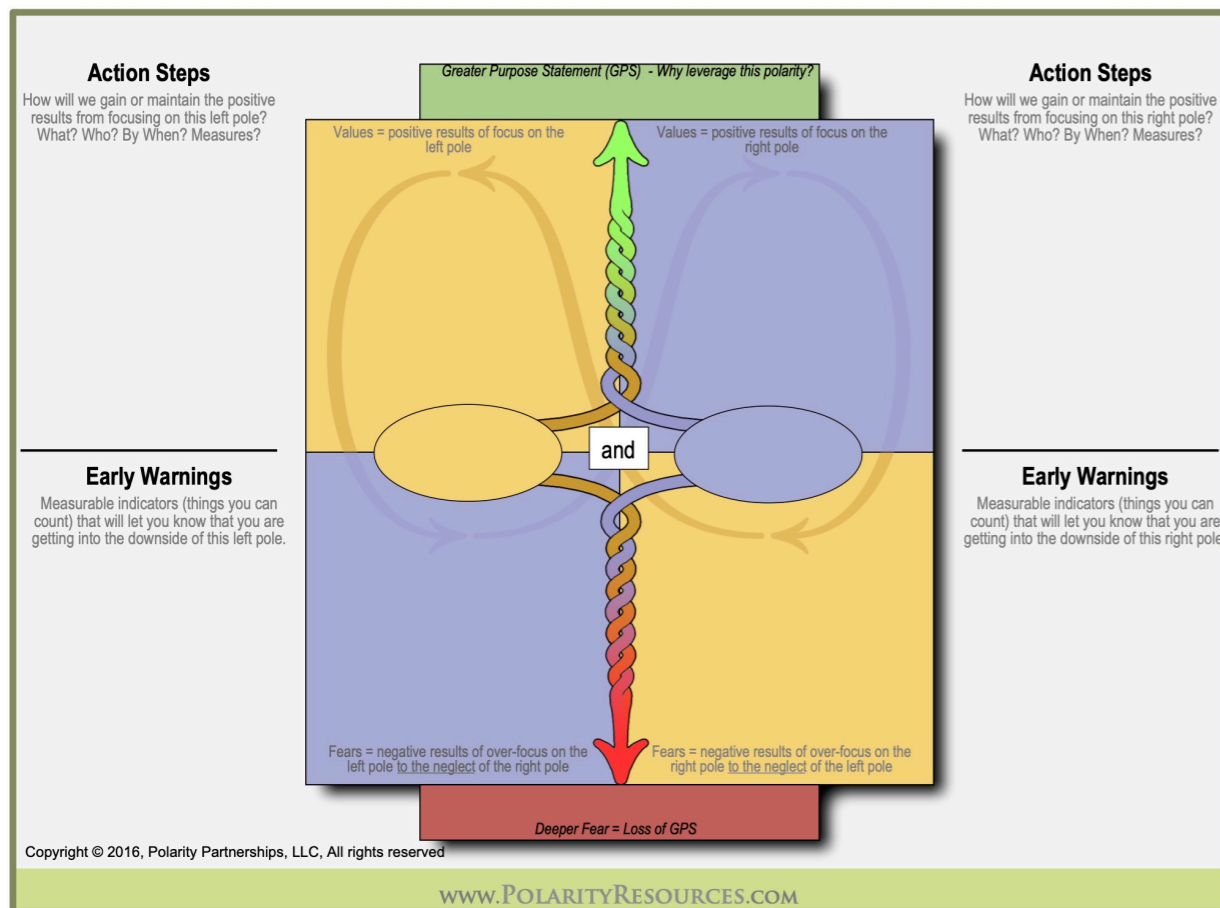 Greater Purpose Statement (GPS)  - Why leverage this polarity?
Action Steps
How will we gain or maintain the positive
results from focusing on this left pole?
What? Who? By When? Measures?
Values = positive results of focus on the
left pole
Values = positive results of focus on the
right pole
Action Steps
How will we gain or maintain the positive
results from focusing on this right pole?
What? Who? By When? Measures?
and
Early Warnings
Measurable indicators (things you can
count) that will let you know that you are
getting into the downside of this left pole.
Early Warnings
Measurable indicators (things you can
count) that will let you know that you are
getting into the downside of this right pole
Fears = negative results of over-focus on the
left pole to the neglect of the right pole
Fears = negative results of over-focus on the
right pole to the neglect of the left pole
Deeper Fear = Loss of GPS
Copyright © 2016, Polarity Partnerships, LLC, All rights reserved
www.PolarityResources.com